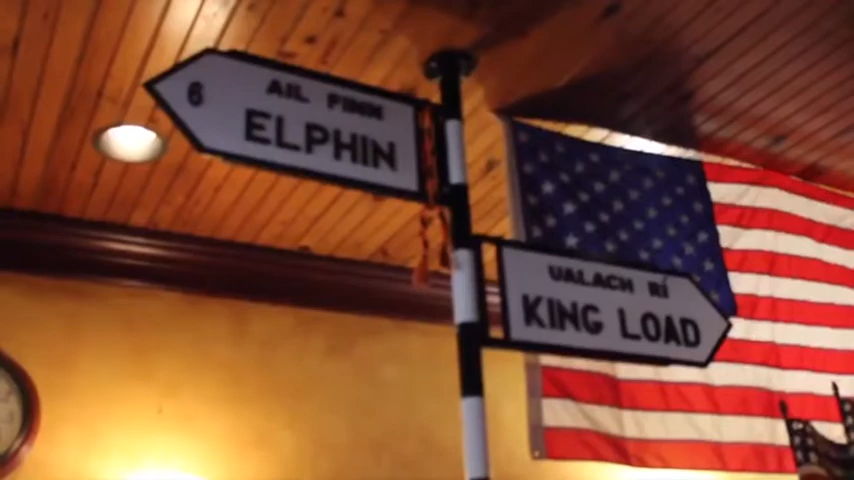 6
AIL FINN
ELPHIN
UALACH RÍ
KING LOAD